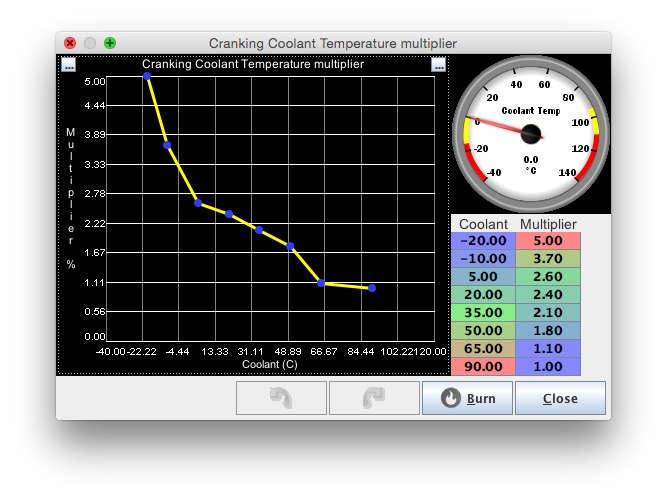 Cranking Coolant Temperature multiplier
... Cranking Coolant Temperature multiplier ...
5.00
4.44
3.89
3.33
2.78
2.22
1.67
1.11
0.56
0.00
Multiplier %
-40.00 -22.22 -4.44 13.33 31.11 48.89 66.67 84.44 102.22 120.00
Coolant (C)
-40 -20 0 20 40 60 80 100 120 140
Coolant Temp
0.0
°C
Coolant Multiplier
-20.00 5.00
-10.00 3.70
5.00 2.60
20.00 2.40
35.00 2.10
50.00 1.80
65.00 1.10
90.00 1.00
Burn Close